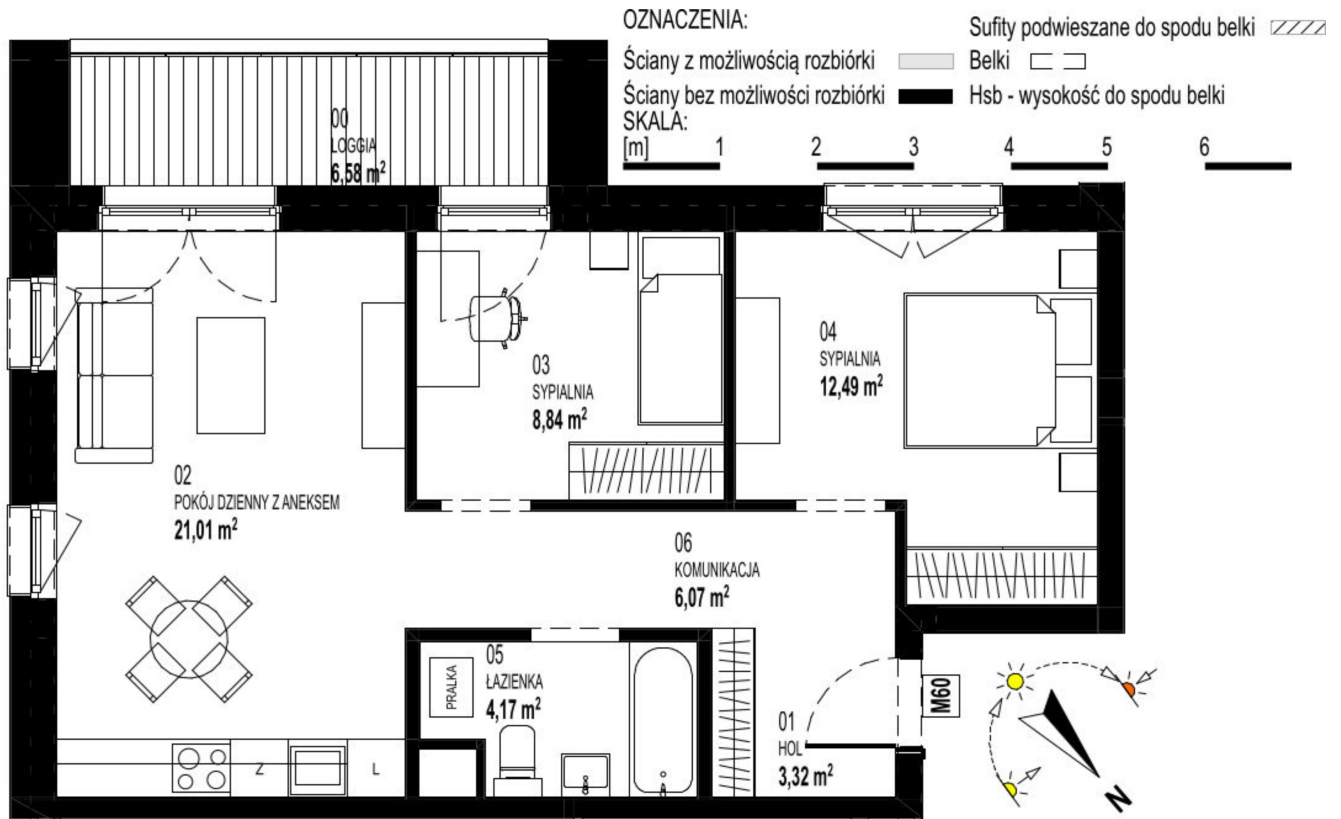 OZNACZENIA:
Sufity podwieszane do spodu belki
Ściany z możliwością rozbiórki
Belki
Ściany bez możliwości rozbiórki
Hsb - wysokość do spodu belki
SKALA:
[m] 1 2 3 4 5 6
00
LOGGIA
6,58 m²
04
SYPIALNIA
12,49 m²
03
SYPIALNIA
8,84 m²
02
POKÓJ DZIENNY Z ANEKSEM
21,01 m²
06
KOMUNIKACJA
6,07 m²
05
ŁAZIENKA
4,17 m²
PRALKA
01
HOL
3,32 m²
M60
Z
L
N